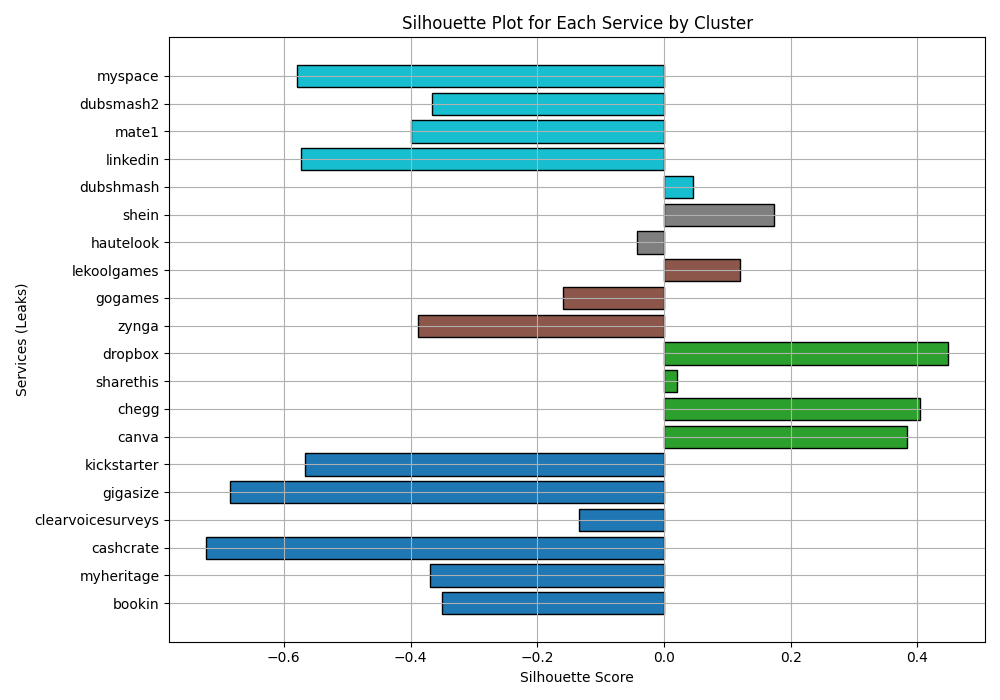 Silhouette Plot for Each Service by Cluster
myspace
dubsmash2
mate1
linkedin
dubshmash
shein
hautelook
lekoolgames
gogames
zynga
dropbox
sharethis
chegg
canva
kickstarter
gigasize
clearvoicesurveys
cashcrate
myheritage
bookin
Services (Leaks)
−0.6 −0.4 −0.2 0.0 0.2 0.4
Silhouette Score